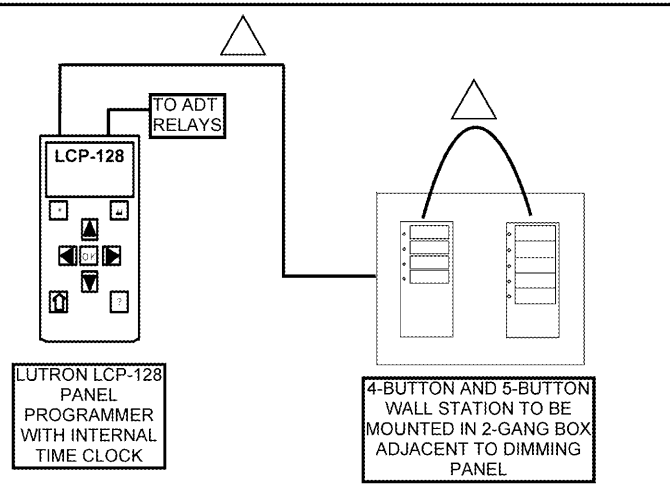 TO ADT
RELAYS
LCP-128
OK
?
LUTRON LCP-128
PANEL
PROGRAMMER
WITH INTERNAL
TIME CLOCK
4-BUTTON AND 5-BUTTON
WALL STATION TO BE
MOUNTED IN 2-GANG BOX
ADJACENT TO DIMMING
PANEL